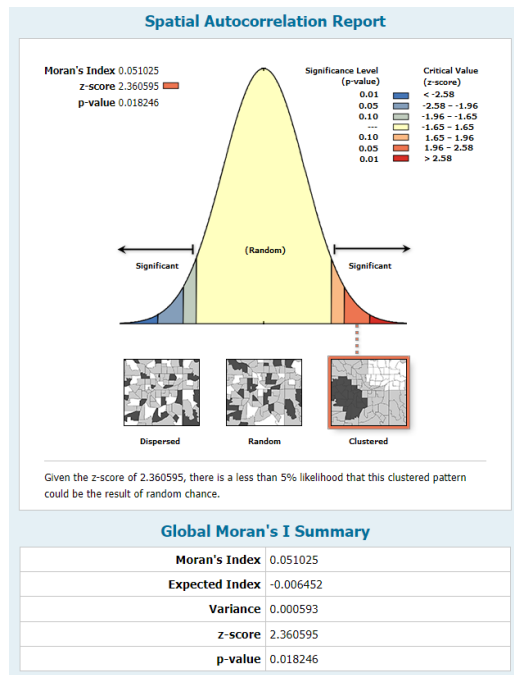 Spatial Autocorrelation Report
Moran's Index 0.051025
z-score 2.360595
p-value 0.018246
Significance Level
(p-value)
Critical Value
(z-score)
0.01 < -2.58
0.05 -2.58 - -1.96
0.10 -1.96 - -1.65
--- -1.65 - 1.65
0.10 1.65 - 1.96
0.05 1.96 - 2.58
0.01 > 2.58
(Random)
Significant
Significant
Dispersed
Random
Clustered
Given the z-score of 2.360595, there is a less than 5% likelihood that this clustered pattern
could be the result of random chance.
Global Moran's I Summary
Moran's Index 0.051025
Expected Index -0.006452
Variance 0.000593
z-score 2.360595
p-value 0.018246